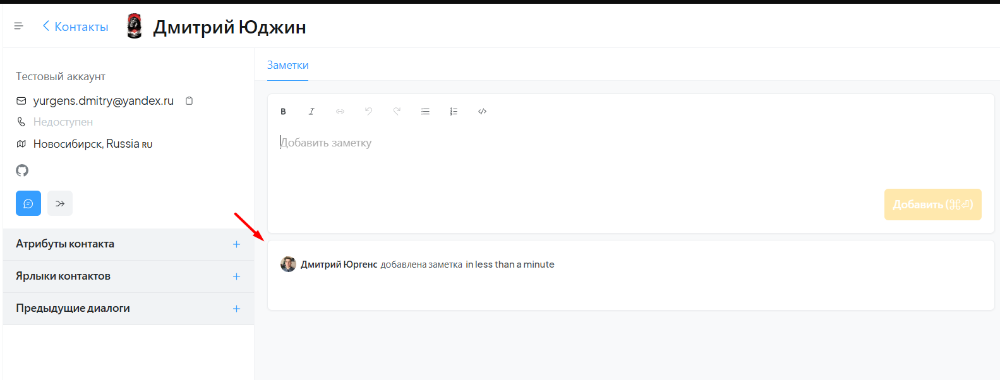 Контакты
Дмитрий Юджин
Тестовый аккаунт
yurgens.dmitry@yandex.ru
Недоступен
Новосибирск, Russia RU
Атрибуты контакта
Ярлыки контактов
Предыдущие диалоги
Заметки
B I
Добавить заметку
Добавить (⌘⏎)
Дмитрий Юргенс добавлена заметка in less than a minute